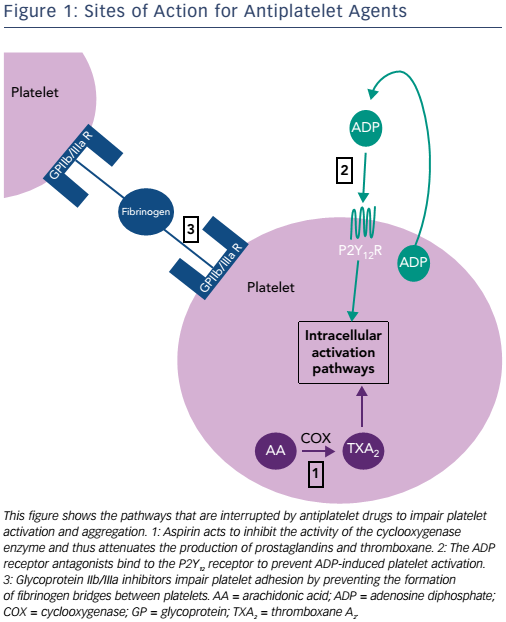 Figure 1: Sites of Action for Antiplatelet Agents
Platelet
GPIIb/IIIa R
Fibrinogen
3
GPIIb/IIIa R
ADP
2
P2Y₁₂R
ADP
Platelet
Intracellular
activation
pathways
AA
COX
1
TXA₂
This figure shows the pathways that are interrupted by antiplatelet drugs to impair platelet
activation and aggregation. 1: Aspirin acts to inhibit the activity of the cyclooxygenase
enzyme and thus attenuates the production of prostaglandins and thromboxane. 2: The ADP
receptor antagonists bind to the P2Y₁₂ receptor to prevent ADP-induced platelet activation.
3: Glycoprotein IIb/IIIa inhibitors impair platelet adhesion by preventing the formation
of fibrinogen bridges between platelets. AA = arachidonic acid; ADP = adenosine diphosphate;
COX = cyclooxygenase; GP = glycoprotein; TXA₂ = thromboxane A₂.